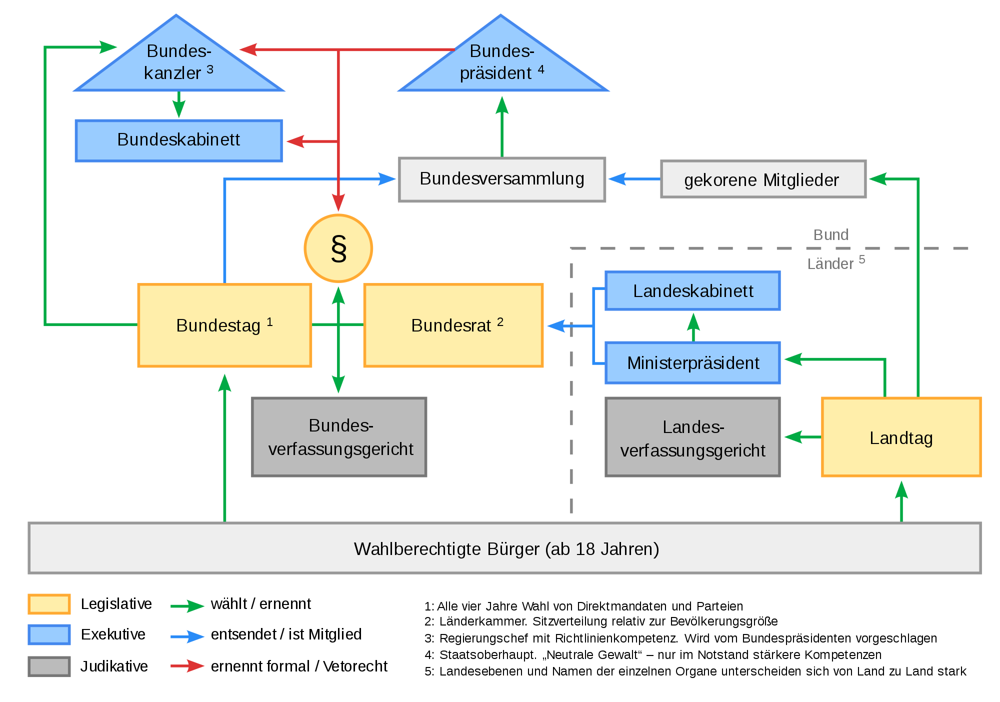 Bundes-
kanzler 3
Bundes-
präsident 4
Bundeskabinett
Bundesversammlung
gekorene Mitglieder
Bund
Länder 5
§
Landeskabinett
Bundestag 1
Bundesrat 2
Ministerpräsident
Bundes-
verfassungsgericht
Landes-
verfassungsgericht
Landtag
Wahlberechtigte Bürger (ab 18 Jahren)
Legislative
wählt / ernennt
Exekutive
entsendet / ist Mitglied
Judikative
ernennt formal / Vetorecht
1: Alle vier Jahre Wahl von Direktmandaten und Parteien
2: Länderkammer. Sitzverteilung relativ zur Bevölkerungsgröße
3: Regierungschef mit Richtlinienkompetenz. Wird vom Bundespräsidenten vorgeschlagen
4: Staatsoberhaupt. „Neutrale Gewalt“ – nur im Notstand stärkere Kompetenzen
5: Landesebenen und Namen der einzelnen Organe unterscheiden sich von Land zu Land stark